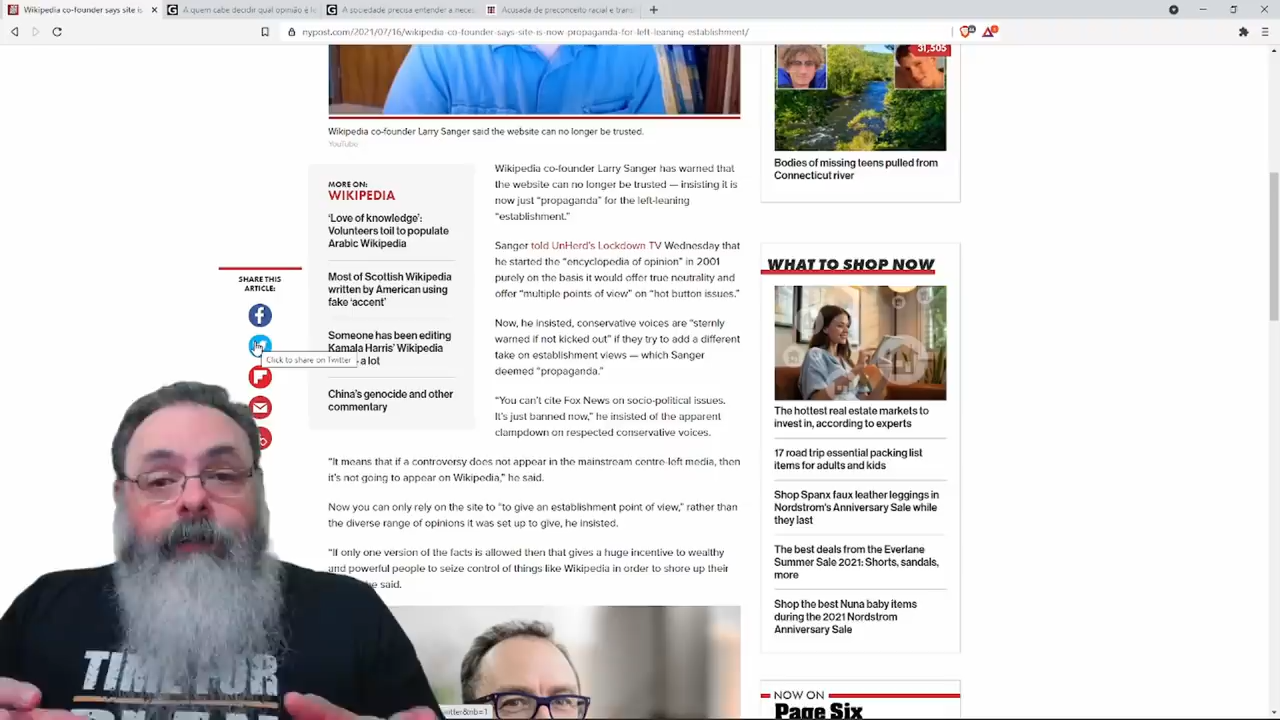 Wikipedia co-founder says site is
A quem cabe decidir qual opinião é
A sociedade precisa entender a
Acusada de preconceito racial e
nypost.com/2021/07/16/wikipedia-co-founder-says-site-is-now-propaganda-for-left-leaning-establishment/
31,505
Wikipedia co-founder Larry Sanger said the website can no longer be trusted.
YouTube
Bodies of missing teens pulled from
Connecticut river
MORE ON:
WIKIPEDIA
'Love of knowledge':
Volunteers toil to populate
Arabic Wikipedia
Most of Scottish Wikipedia
written by American using
fake 'accent'
Someone has been editing
Kamala Harris' Wikipedia
a lot
China's genocide and other
commentary
SHARE THIS
ARTICLE:
Click to share on Twitter
Wikipedia co-founder Larry Sanger has warned that
the website can no longer be trusted — insisting it is
now just “propaganda” for the left-leaning
“establishment.”
Sanger told UnHerd's Lockdown TV Wednesday that
he started the “encyclopedia of opinion” in 2001
purely on the basis it would offer true neutrality and
offer “multiple points of view” on “hot button issues.”
Now, he insisted, conservative voices are “sternly
warned if not kicked out” if they try to add a different
take on establishment views — which Sanger
deemed “propaganda.”
“You can't cite Fox News on socio-political issues.
It's just banned now,” he insisted of the apparent
clampdown on respected conservative voices.
“It means that if a controversy does not appear in the mainstream centre-left media, then
it's not going to appear on Wikipedia,” he said.
Now you can only rely on the site to “to give an establishment point of view,” rather than
the diverse range of opinions it was set up to give, he insisted.
“If only one version of the facts is allowed then that gives a huge incentive to wealthy
and powerful people to seize control of things like Wikipedia in order to shore up their
he said.
WHAT TO SHOP NOW
The hottest real estate markets to
invest in, according to experts
17 road trip essential packing list
items for adults and kids
Shop Spanx faux leather leggings in
Nordstrom's Anniversary Sale while
they last
The best deals from the Everlane
Summer Sale 2021: Shorts, sandals,
more
Shop the best Nuna baby items
during the 2021 Nordstrom
Anniversary Sale
NOW ON
Page Six